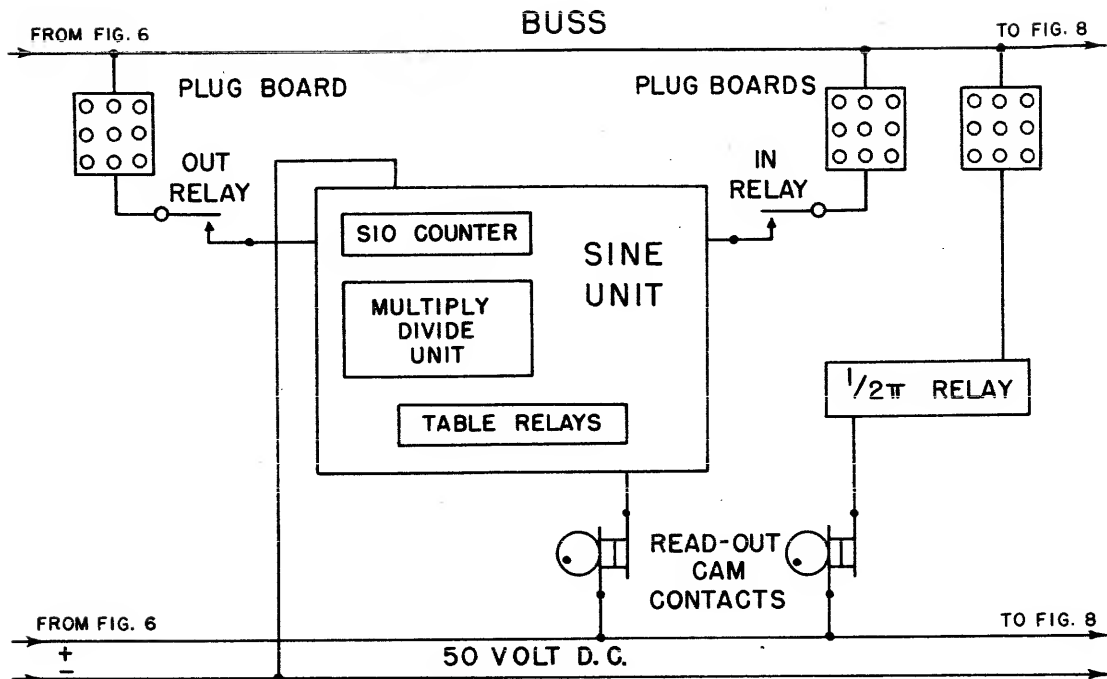 FROM FIG. 6
BUSS
TO FIG. 8
PLUG BOARD
PLUG BOARDS
OUT
RELAY
IN
RELAY
SIO COUNTER
SINE
UNIT
MULTIPLY
DIVIDE
UNIT
1/2π RELAY
TABLE RELAYS
READ-OUT
CAM
CONTACTS
FROM FIG. 6
TO FIG. 8
+
50 VOLT D.C.
−